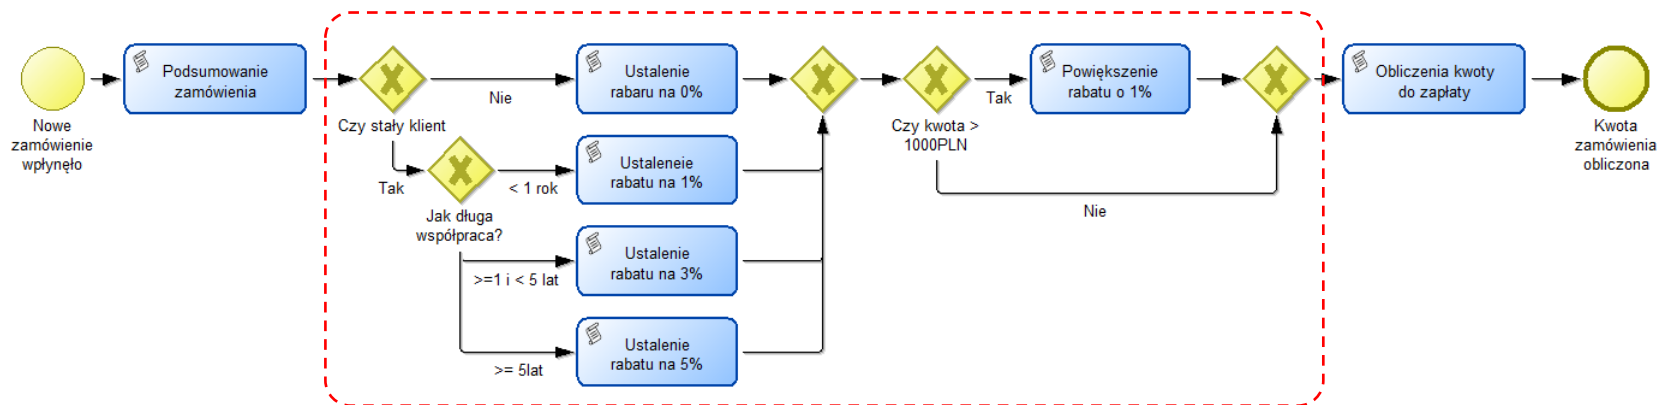 Nowe
zamówienie
wpłynęło
Podsumowanie
zamówienia
Czy stały klient
Nie
Ustalenie
rabaru na 0%
Tak
Jak długa
współpraca?
< 1 rok
Ustaleneie
rabatu na 1%
>=1 i < 5 lat
Ustalenie
rabatu na 3%
>= 5lat
Ustalenie
rabatu na 5%
Czy kwota >
1000PLN
Tak
Powiększenie
rabatu o 1%
Nie
Obliczenia kwoty
do zapłaty
Kwota
zamówienia
obliczona